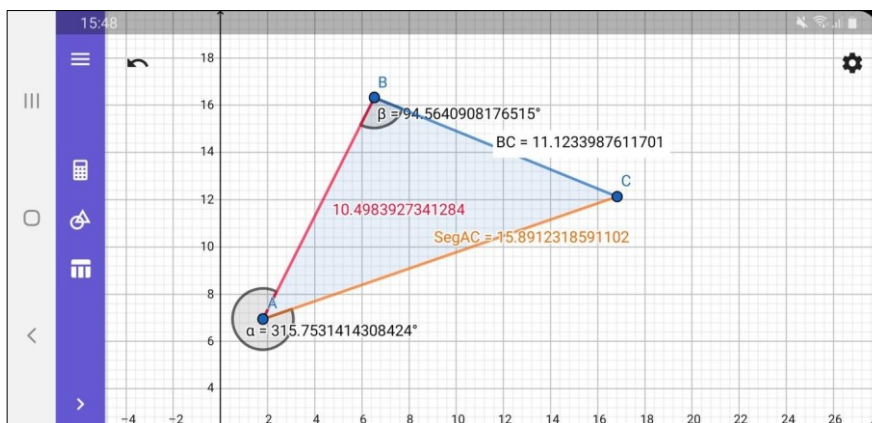 15:48
18
B
16
β = 94.5640908176515°
BC = 11.1233987611701
14
C
12
10.4983927341284
SegAC = 15.8912318591102
10
8
A
α = 315.7531414308424°
6
4
−4 −2 2 4 6 8 10 12 14 16 18 20 22 24 26